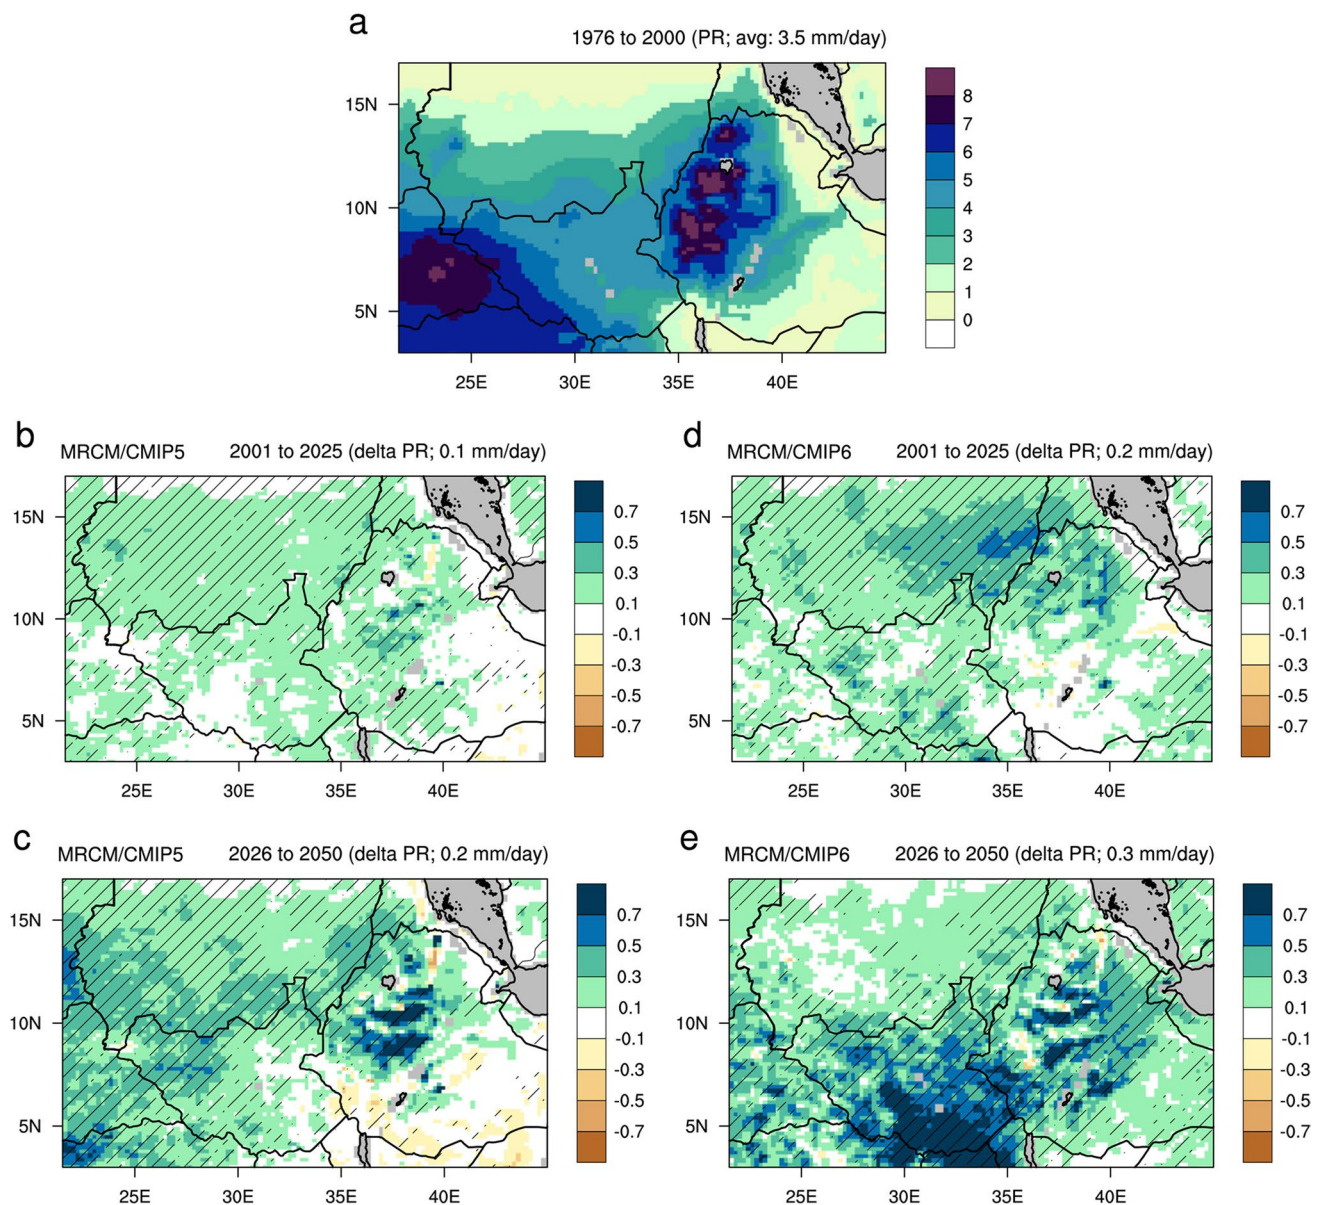 a
1976 to 2000 (PR; avg: 3.5 mm/day)
15N
10N
5N
25E 30E 35E 40E
8
7
6
5
4
3
2
1
0
b
MRCM/CMIP5 2001 to 2025 (delta PR; 0.1 mm/day)
15N
10N
5N
25E 30E 35E 40E
0.7
0.5
0.3
0.1
-0.1
-0.3
-0.5
-0.7
d
MRCM/CMIP6 2001 to 2025 (delta PR; 0.2 mm/day)
15N
10N
5N
25E 30E 35E 40E
0.7
0.5
0.3
0.1
-0.1
-0.3
-0.5
-0.7
c
MRCM/CMIP5 2026 to 2050 (delta PR; 0.2 mm/day)
15N
10N
5N
25E 30E 35E 40E
0.7
0.5
0.3
0.1
-0.1
-0.3
-0.5
-0.7
e
MRCM/CMIP6 2026 to 2050 (delta PR; 0.3 mm/day)
15N
10N
5N
25E 30E 35E 40E
0.7
0.5
0.3
0.1
-0.1
-0.3
-0.5
-0.7